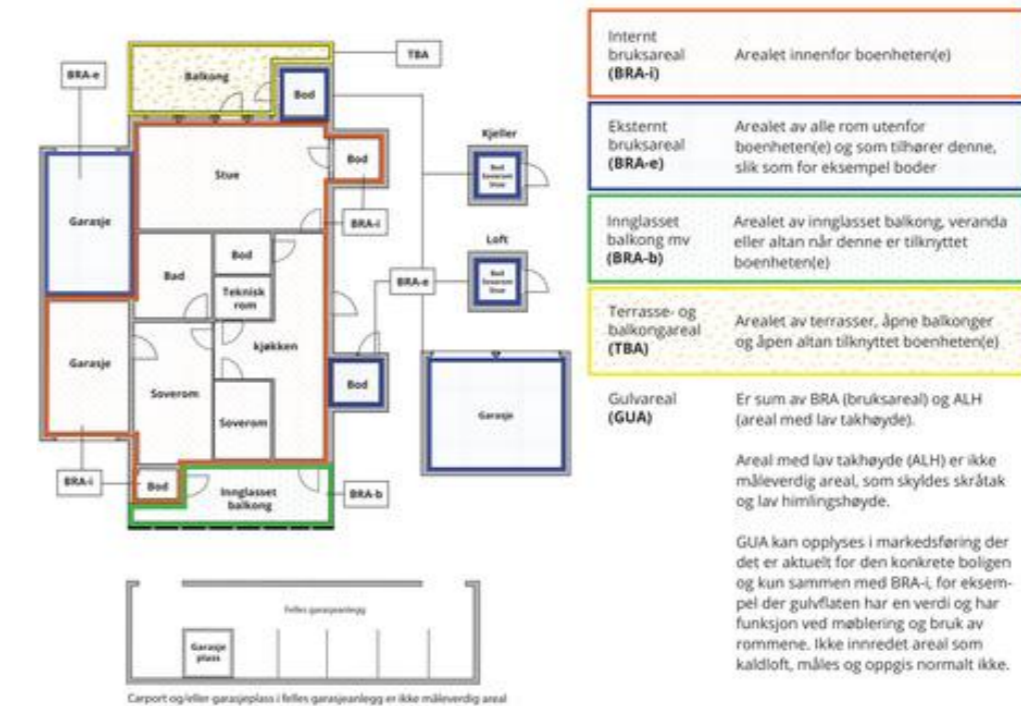 TBA
BRA-e
Balkong
Bod
Kjeller
Bod
Soverom
Stue
Bod
Stue
BRA-i
Garasje
Loft
Bod
Bad
BRA-e
Bod
Soverom
Stue
Teknisk
rom
kjøkken
Garasje
Bod
Soverom
Soverom
Garasje
BRA-i
Bod
Innglasset
balkong
BRA-b
Felles garasjeanlegg
Garasje
plass
Carport og/eller garasjeplass i felles garasjeanlegg er ikke måleverdig areal
Internt
bruksareal
(BRA-i)
Arealet innenfor boenheten(e)
Eksternt
bruksareal
(BRA-e)
Arealet av alle rom utenfor
boenheten(e) og som tilhører denne,
slik som for eksempel boder
Innglasset
balkong mv
(BRA-b)
Arealet av innglasset balkong, veranda
eller altan når denne er tilknyttet
boenheten(e)
Terrasse- og
balkongareal
(TBA)
Arealet av terrasser, åpne balkonger
og åpen altan tilknyttet boenheten(e)
Gulvareal
(GUA)
Er sum av BRA (bruksareal) og ALH
(areal med lav takhøyde).
Areal med lav takhøyde (ALH) er ikke
måleverdig areal, som skyldes skråtak
og lav himlingshøyde.
GUA kan opplyses i markedsføring der
det er aktuelt for den konkrete boligen
og kun sammen med BRA-i, for eksem-
pel der gulvflaten har en verdi og har
funksjon ved møblering og bruk av
rommene. Ikke innredet areal som
kaldloft, måles og oppgis normalt ikke.